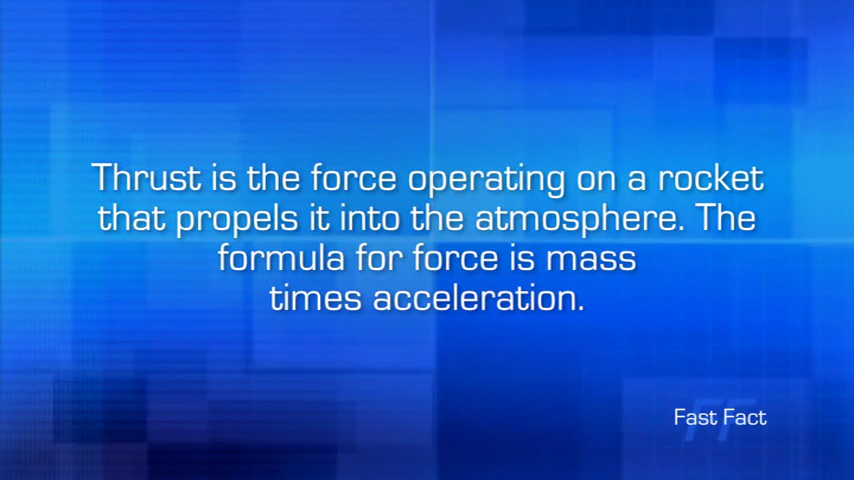 Thrust is the force operating on a rocket
that propels it into the atmosphere. The
formula for force is mass
times acceleration.
FF
Fast Fact